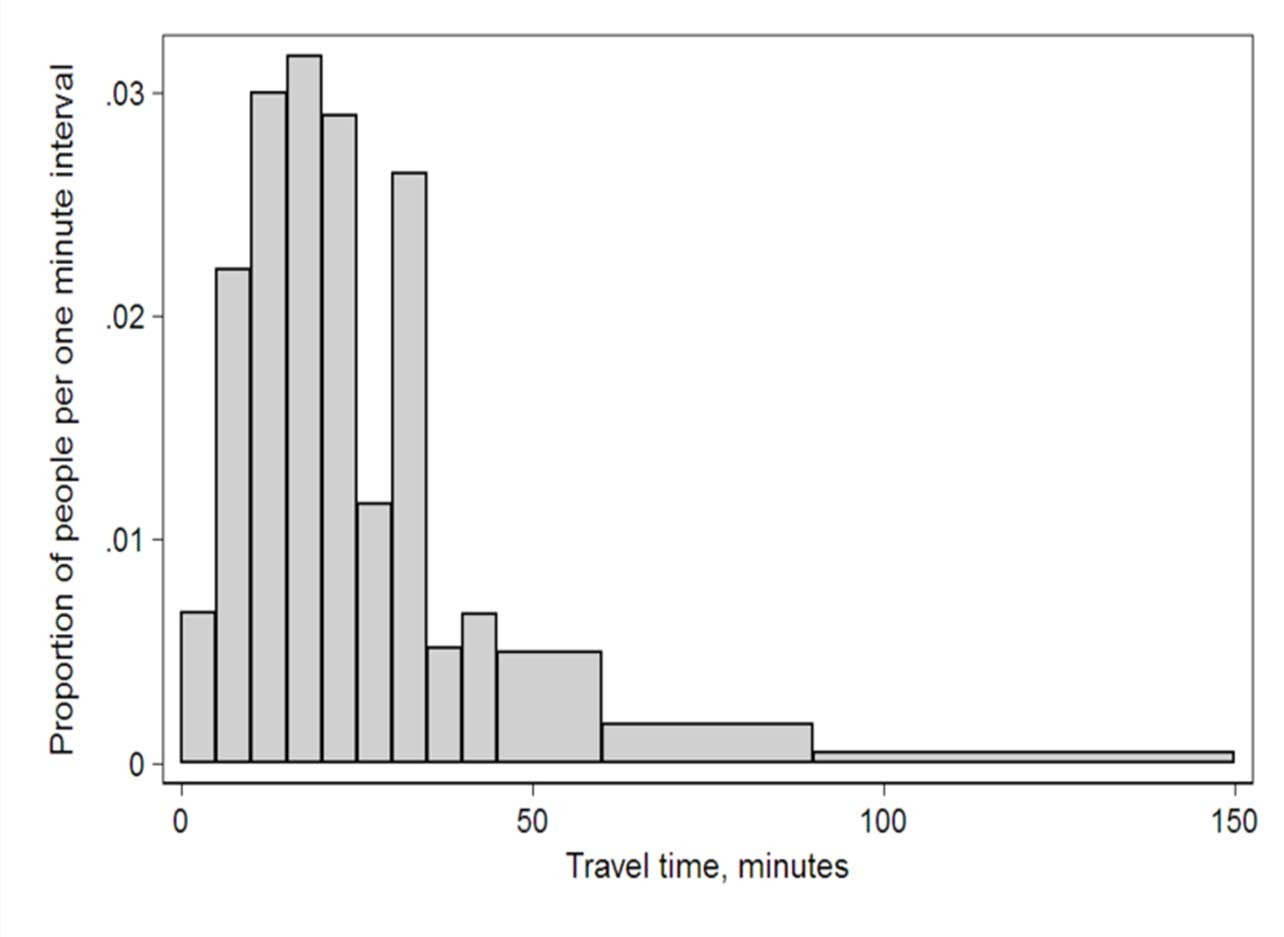 Proportion of people per one minute interval
.03
.02
.01
0
0 50 100 150
Travel time, minutes